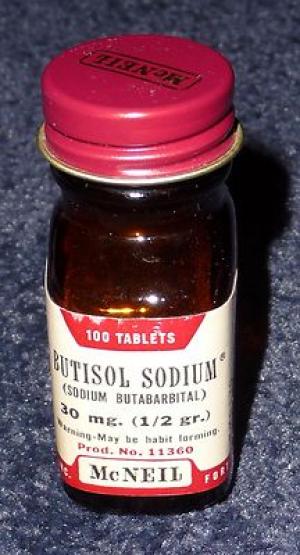 McNEIL
100 TABLETS
BUTISOL SODIUM®
(SODIUM BUTABARBITAL)
30 mg. (1/2 gr.)
Warning-May be habit forming.
Prod. No. 11360
McNEIL